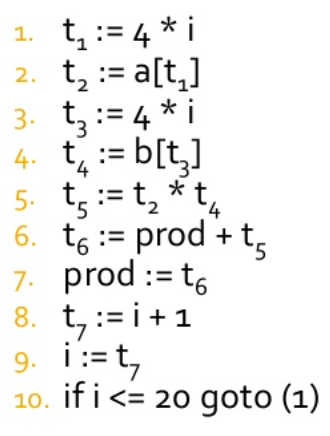 1. t₁ := 4 * i
2. t₂ := a[t₁]
3. t₃ := 4 * i
4. t₄ := b[t₃]
5. t₅ := t₂ * t₄
6. t₆ := prod + t₅
7. prod := t₆
8. t₇ := i + 1
9. i := t₇
10. if i <= 20 goto (1)